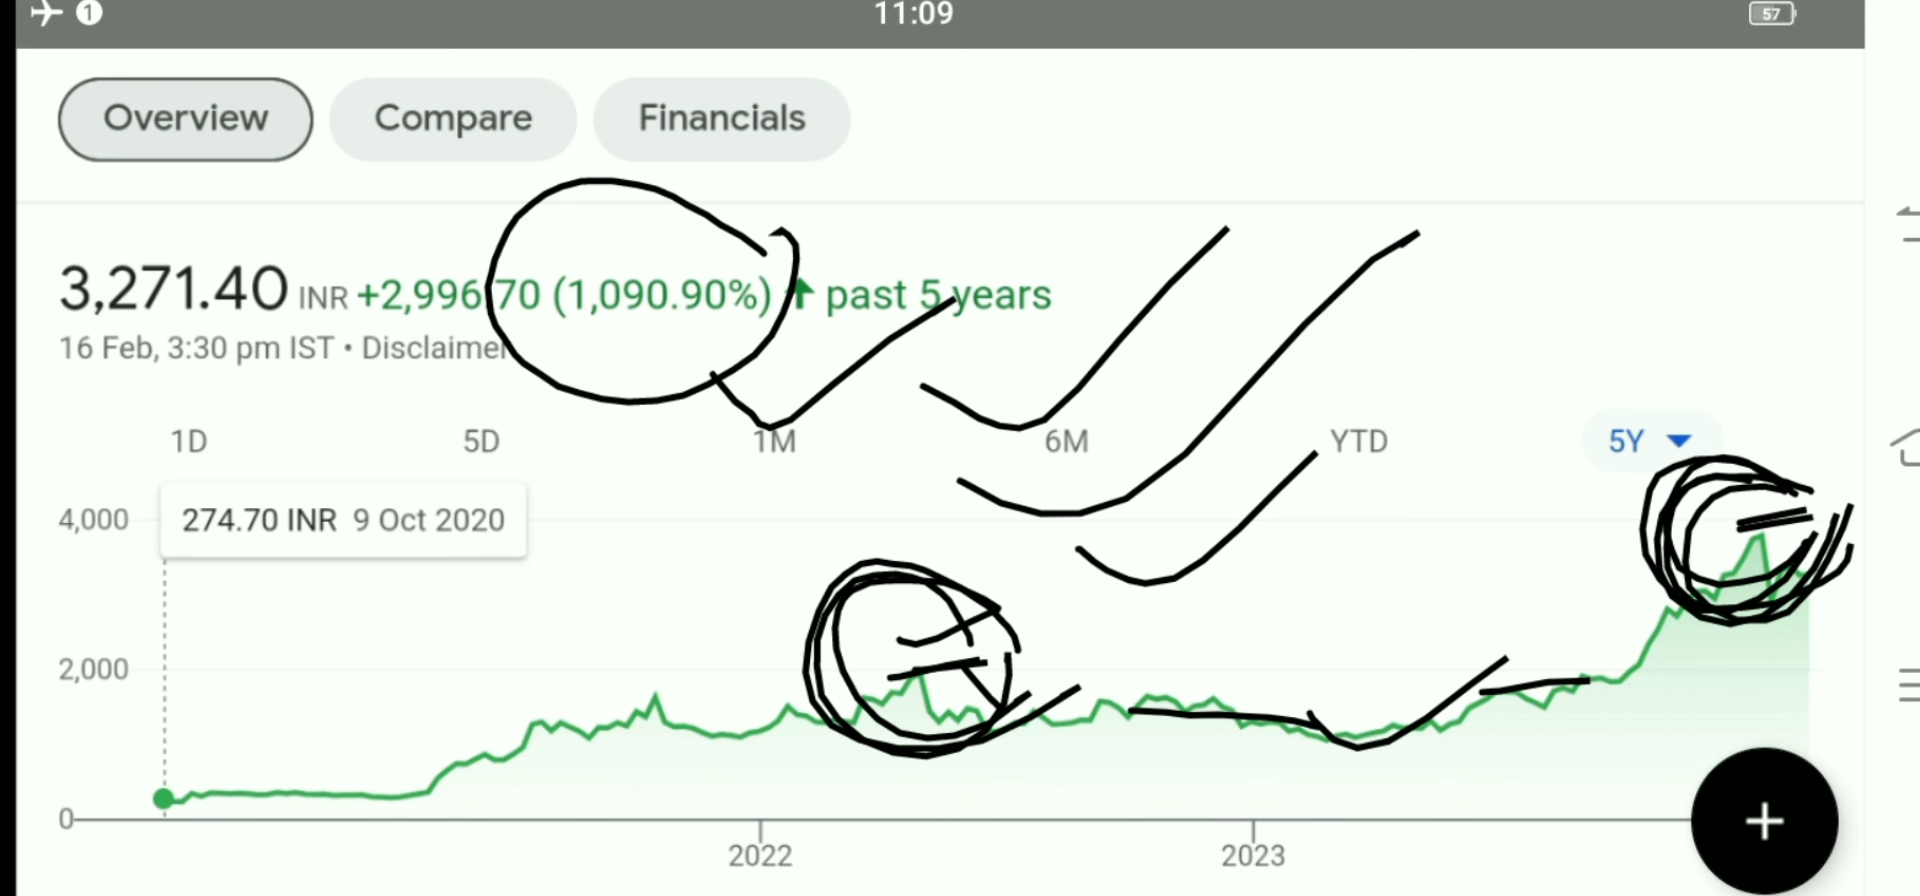 1 11:09 57
Overview Compare Financials
3,271.40 INR +2,996.70 (1,090.90%) past 5 years
16 Feb, 3:30 pm IST • Disclaimer
1D 5D 1M 6M YTD 5Y
4,000
274.70 INR 9 Oct 2020
2,000
0
2022 2023